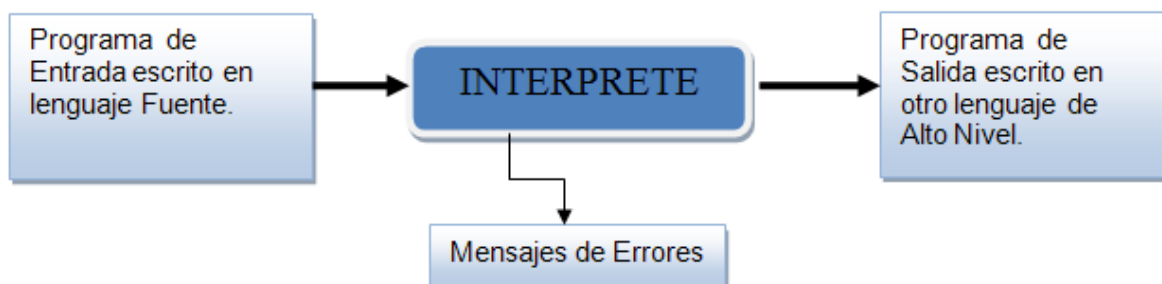 Programa de
Entrada escrito en
lenguaje Fuente.
INTERPRETE
Programa de
Salida escrito en
otro lenguaje de
Alto Nivel.
Mensajes de Errores